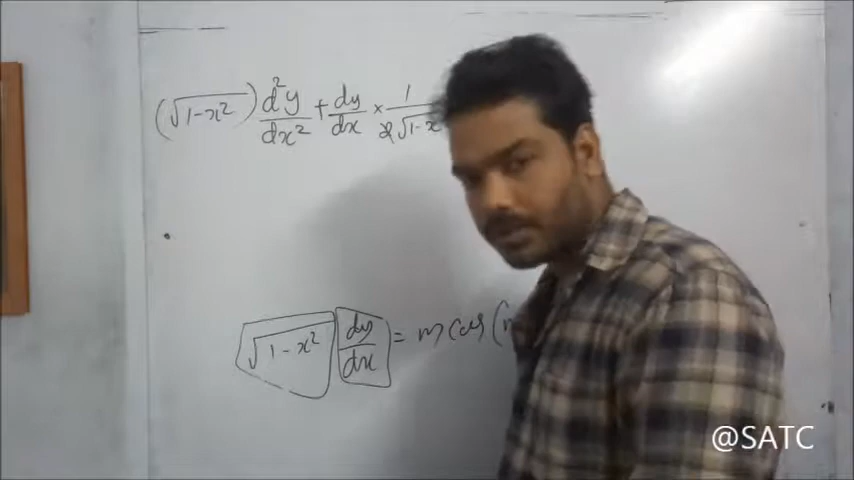 (√1-x²) d²y/dx² + dy/dx × 1/2√1-x
√1-x² dy/dx = m cos(
@SATC